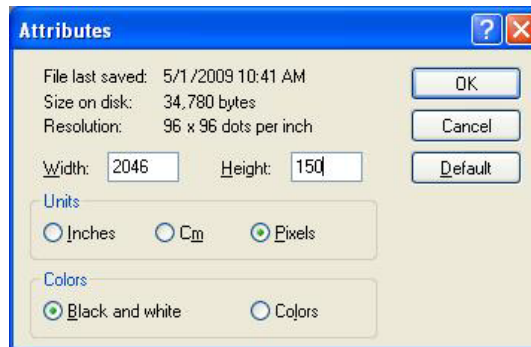 Attributes
File last saved: 5/1/2009 10:41 AM
Size on disk: 34,780 bytes
Resolution: 96 x 96 dots per inch
Width: 2046 Height: 150
Units
Inches Cm Pixels
Colors
Black and white Colors
OK
Cancel
Default